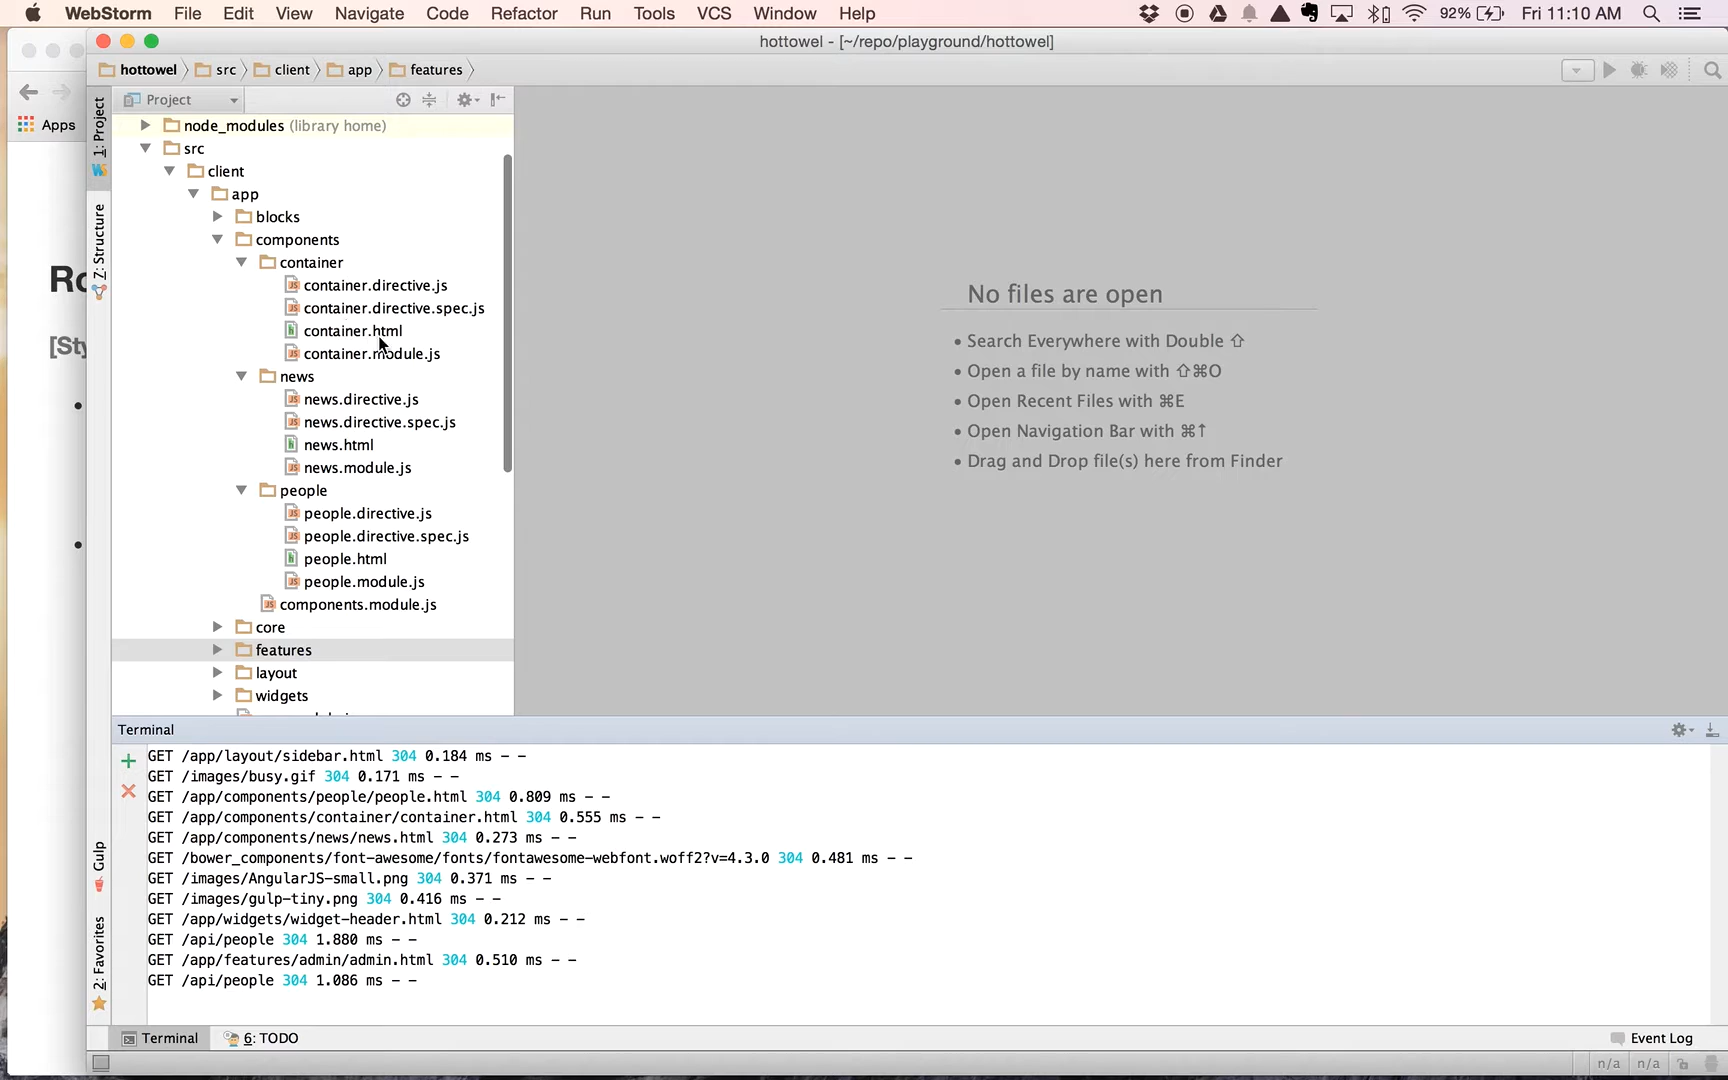 WebStorm File Edit View Navigate Code Refactor Run Tools VCS Window Help 92% Fri 11:10 AM
hottowel - [~/repo/playground/hottowel]
hottowel src client app features
Apps
1: Project
Project
node_modules (library home)
src
client
app
blocks
components
container
container.directive.js
container.directive.spec.js
container.html
container.module.js
news
news.directive.js
news.directive.spec.js
news.html
news.module.js
people
people.directive.js
people.directive.spec.js
people.html
people.module.js
components.module.js
core
features
layout
widgets
Z: Structure
Ro
[Sty
No files are open
• Search Everywhere with Double ⇧
• Open a file by name with ⇧⌘O
• Open Recent Files with ⌘E
• Open Navigation Bar with ⌘↑
• Drag and Drop file(s) here from Finder
Terminal
GET /app/layout/sidebar.html 304 0.184 ms - -
GET /images/busy.gif 304 0.171 ms - -
GET /app/components/people/people.html 304 0.809 ms - -
GET /app/components/container/container.html 304 0.555 ms - -
GET /app/components/news/news.html 304 0.273 ms - -
GET /bower_components/font-awesome/fonts/fontawesome-webfont.woff2?v=4.3.0 304 0.481 ms - -
GET /images/AngularJS-small.png 304 0.371 ms - -
GET /images/gulp-tiny.png 304 0.416 ms - -
GET /app/widgets/widget-header.html 304 0.212 ms - -
GET /api/people 304 1.880 ms - -
GET /app/features/admin/admin.html 304 0.510 ms - -
GET /api/people 304 1.086 ms - -
Gulp
2: Favorites
Terminal 6: TODO Event Log
n/a n/a